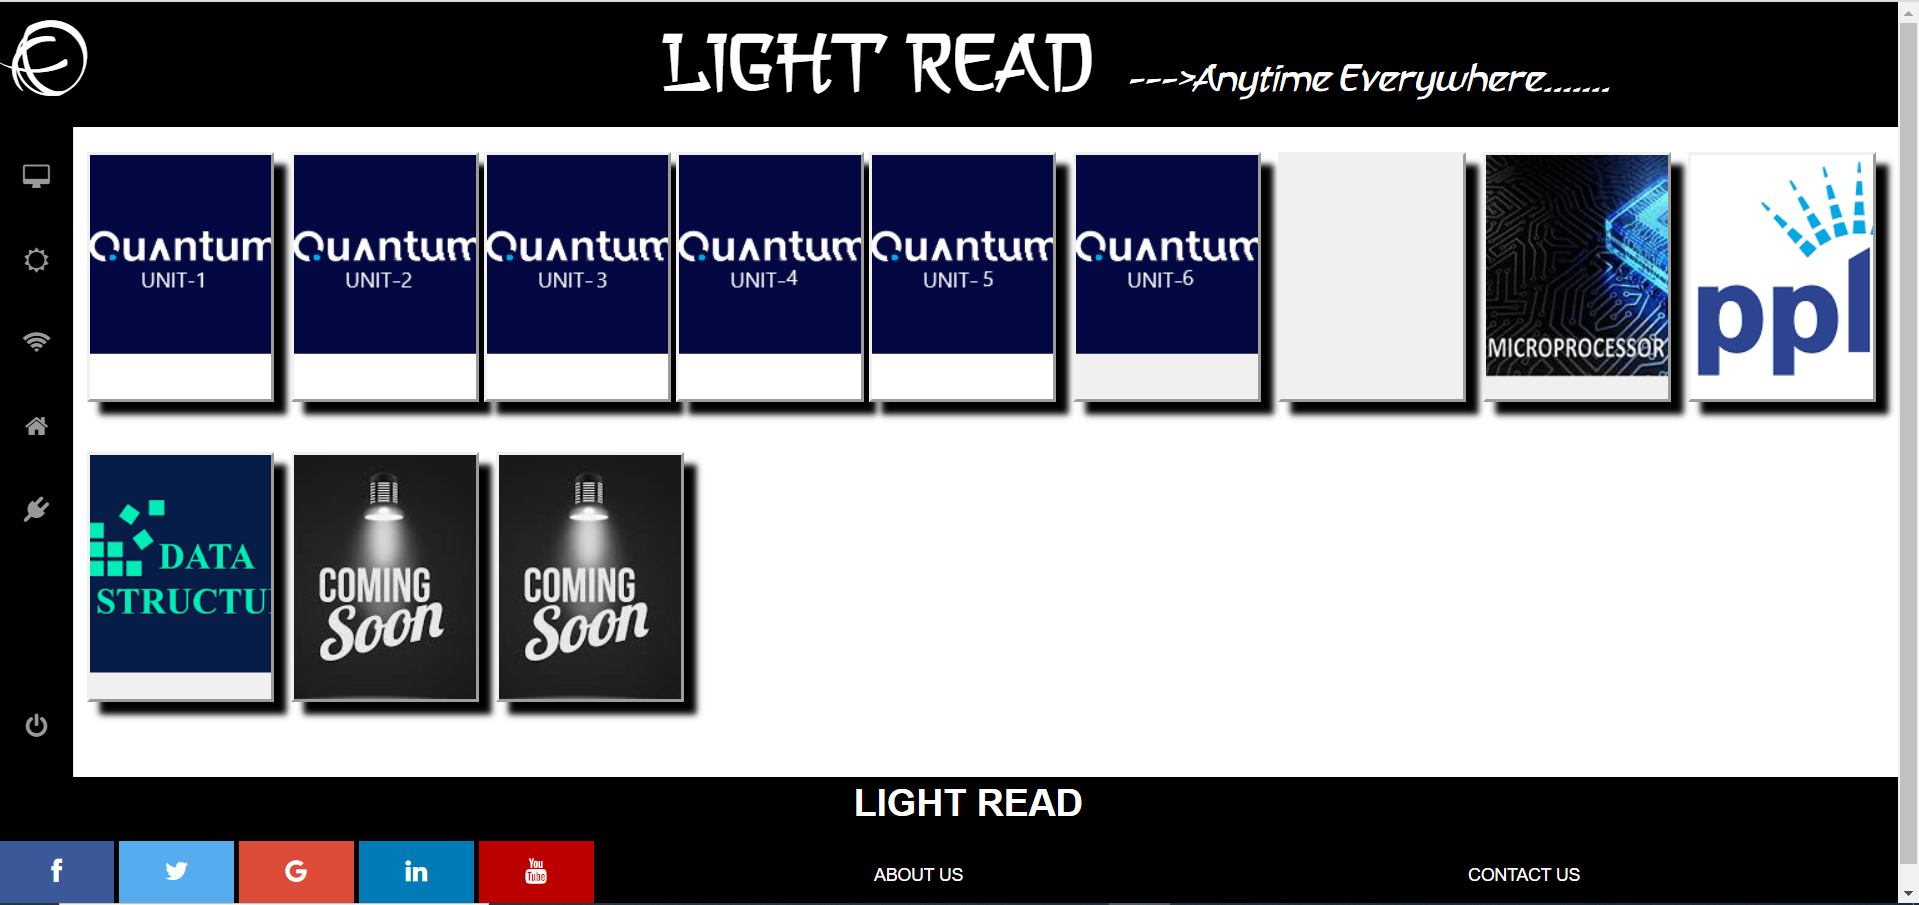 LIGHT READ --->Anytime Everywhere.......
Quantum
UNIT-1
Quantum
UNIT-2
Quantum
UNIT-3
Quantum
UNIT-4
Quantum
UNIT-5
Quantum
UNIT-6
MICROPROCESSOR
ppl
DATA
STRUCTU
COMING
Soon
COMING
Soon
LIGHT READ
f
G
in
You
Tube
ABOUT US
CONTACT US